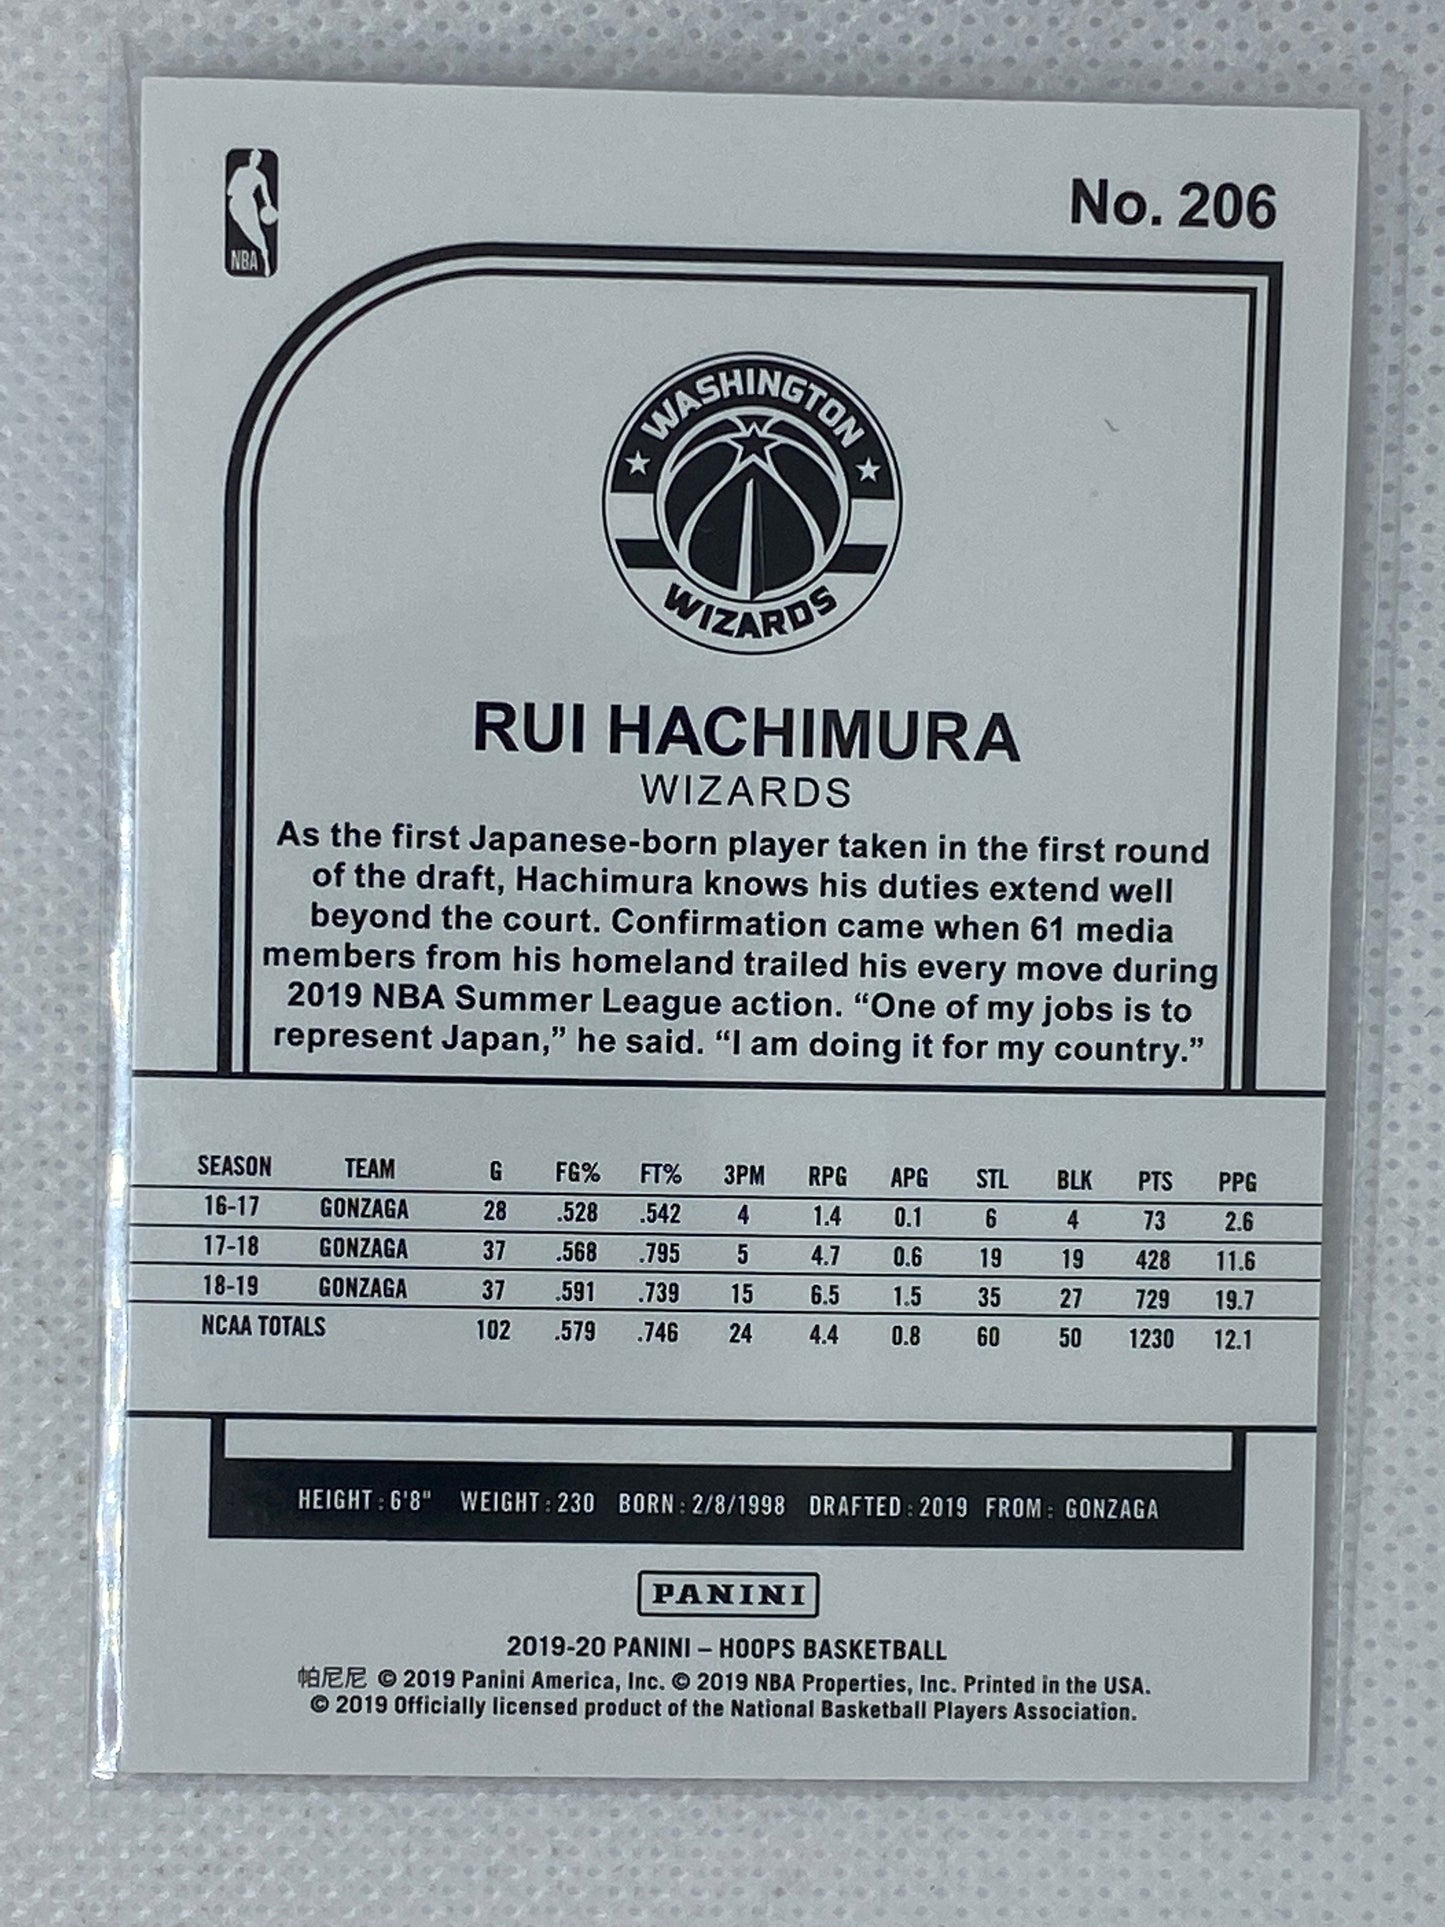 NBA
No. 206
WASHINGTON
WIZARDS
RUI HACHIMURA
WIZARDS
As the first Japanese-born player taken in the first round
of the draft, Hachimura knows his duties extend well
beyond the court. Confirmation came when 61 media
members from his homeland trailed his every move during
2019 NBA Summer League action. “One of my jobs is to
represent Japan,” he said. “I am doing it for my country.”
SEASON TEAM G FG% FT% 3PM RPG APG STL BLK PTS PPG
16-17 GONZAGA 28 .528 .542 4 1.4 0.1 6 4 73 2.6
17-18 GONZAGA 37 .568 .795 5 4.7 0.6 19 19 428 11.6
18-19 GONZAGA 37 .591 .739 15 6.5 1.5 35 27 729 19.7
NCAA TOTALS 102 .579 .746 24 4.4 0.8 60 50 1230 12.1
HEIGHT : 6'8" WEIGHT : 230 BORN : 2/8/1998 DRAFTED : 2019 FROM : GONZAGA
PANINI
2019-20 PANINI – HOOPS BASKETBALL
帕尼尼 © 2019 Panini America, Inc. © 2019 NBA Properties, Inc. Printed in the USA.
© 2019 Officially licensed product of the National Basketball Players Association.